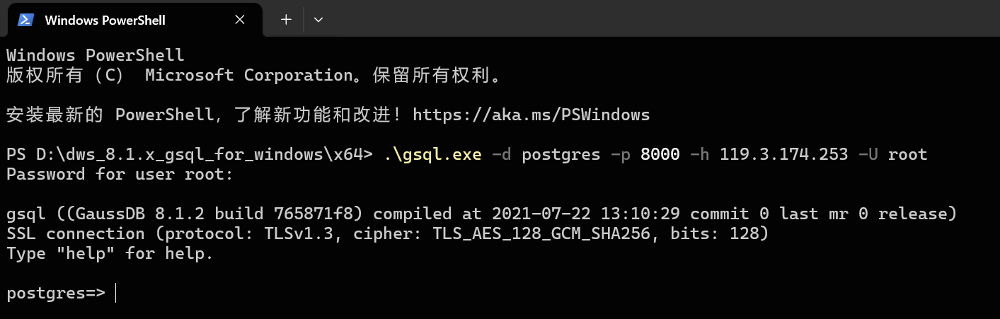 Windows PowerShell
Windows PowerShell
版权所有（C） Microsoft Corporation。保留所有权利。
安装最新的 PowerShell，了解新功能和改进！https://aka.ms/PSWindows
PS D:\dws_8.1.x_gsql_for_windows\x64> .\gsql.exe -d postgres -p 8000 -h 119.3.174.253 -U root
Password for user root:
gsql ((GaussDB 8.1.2 build 765871f8) compiled at 2021-07-22 13:10:29 commit 0 last mr 0 release)
SSL connection (protocol: TLSv1.3, cipher: TLS_AES_128_GCM_SHA256, bits: 128)
Type "help" for help.
postgres=>